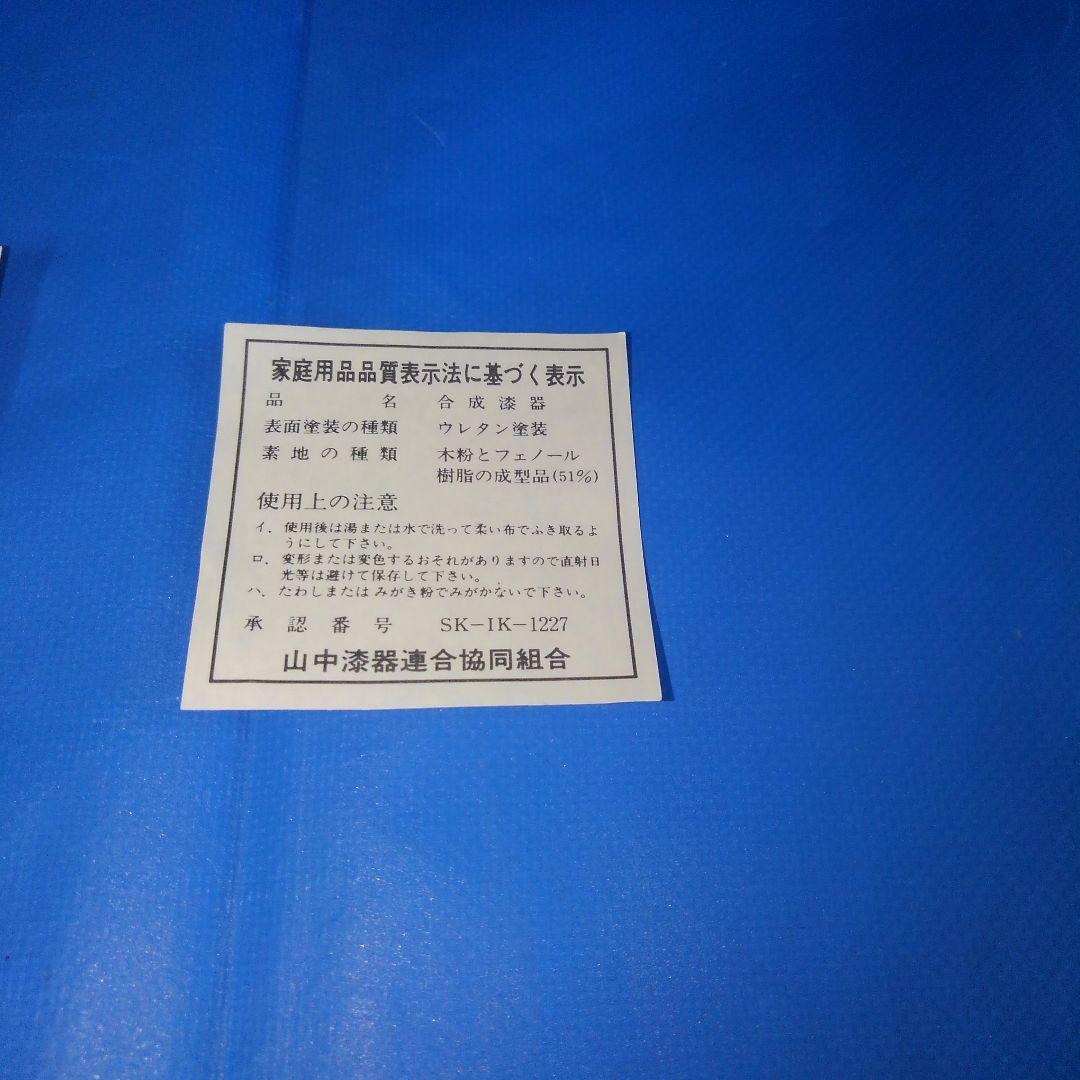 家庭用品品質表示法に基づく表示
品名 合成漆器
表面塗装の種類 ウレタン塗装
素地の種類 木粉とフェノール
樹脂の成型品(51%)
使用上の注意
イ. 使用後は湯または水で洗って柔い布でふき取るよ
うにして下さい。
ロ. 変形または変色するおそれがありますので直射日
光等は避けて保存して下さい。
ハ. たわしまたはみがき粉でみがかないで下さい。
承認番号 SK-IK-1227
山中漆器連合協同組合